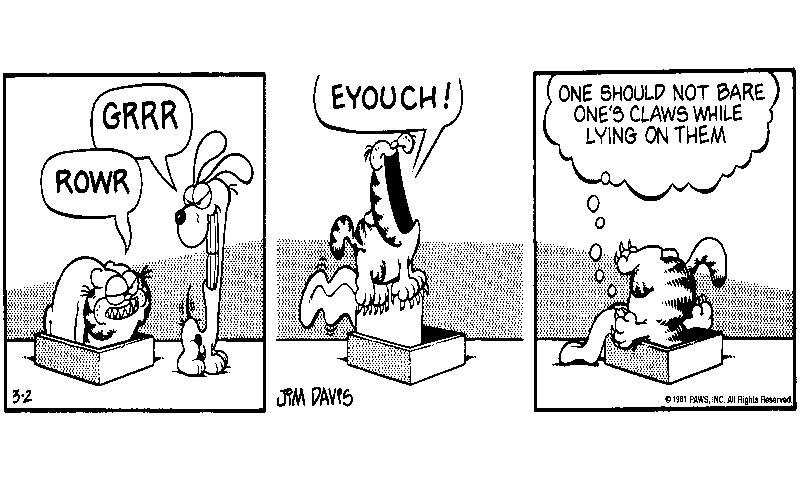 GRRR
ROWR
3-2
EYOUCH!
JIM DAVIS
ONE SHOULD NOT BARE
ONE'S CLAWS WHILE
LYING ON THEM
© 1981 PAWS, INC. All Rights Reserved.